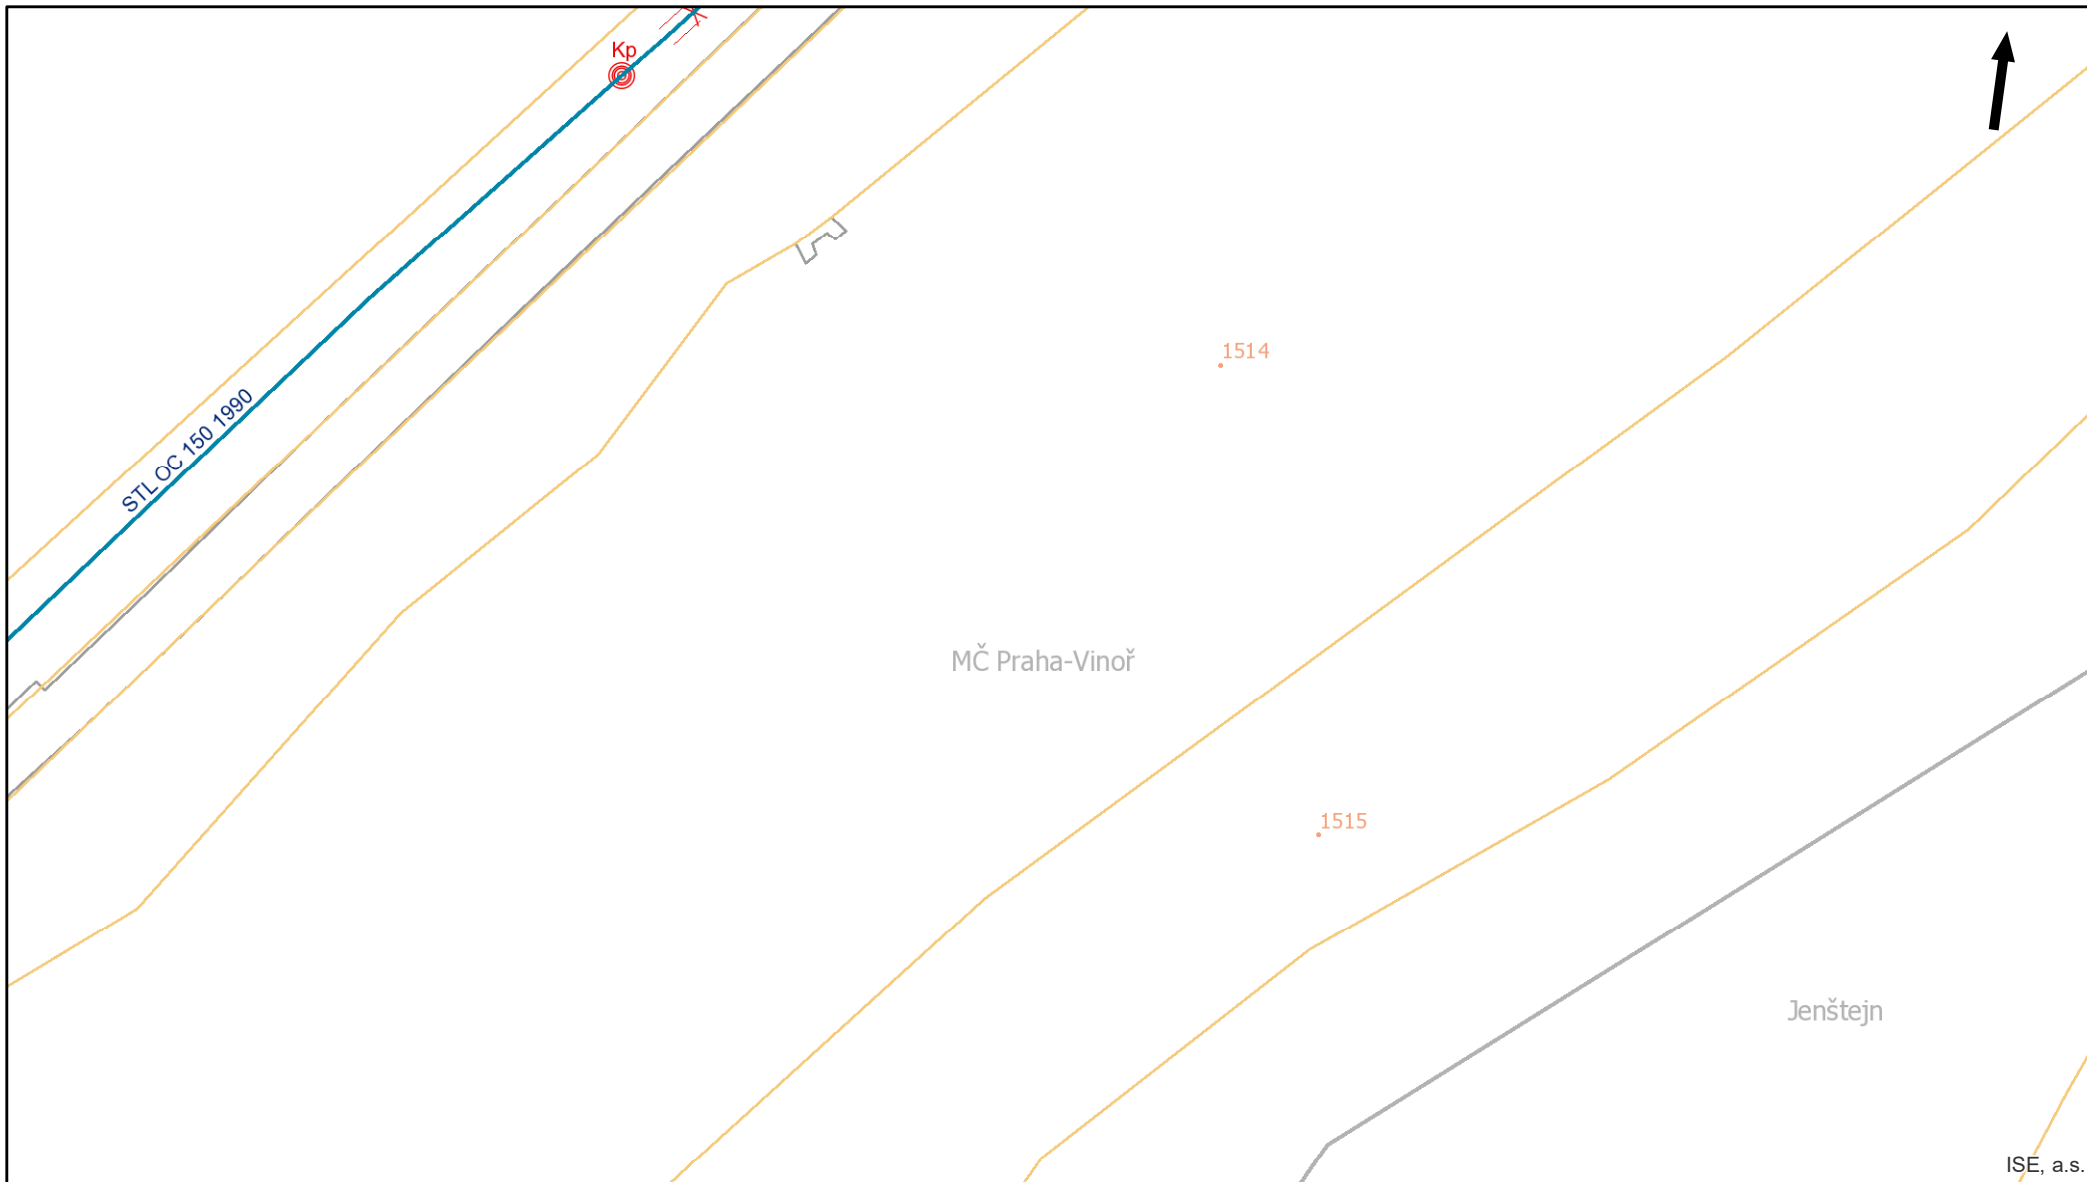 Kp
1514
STL OC 150 1990
MČ Praha-Vinoř
1515
Jenštejn
ISE, a.s.